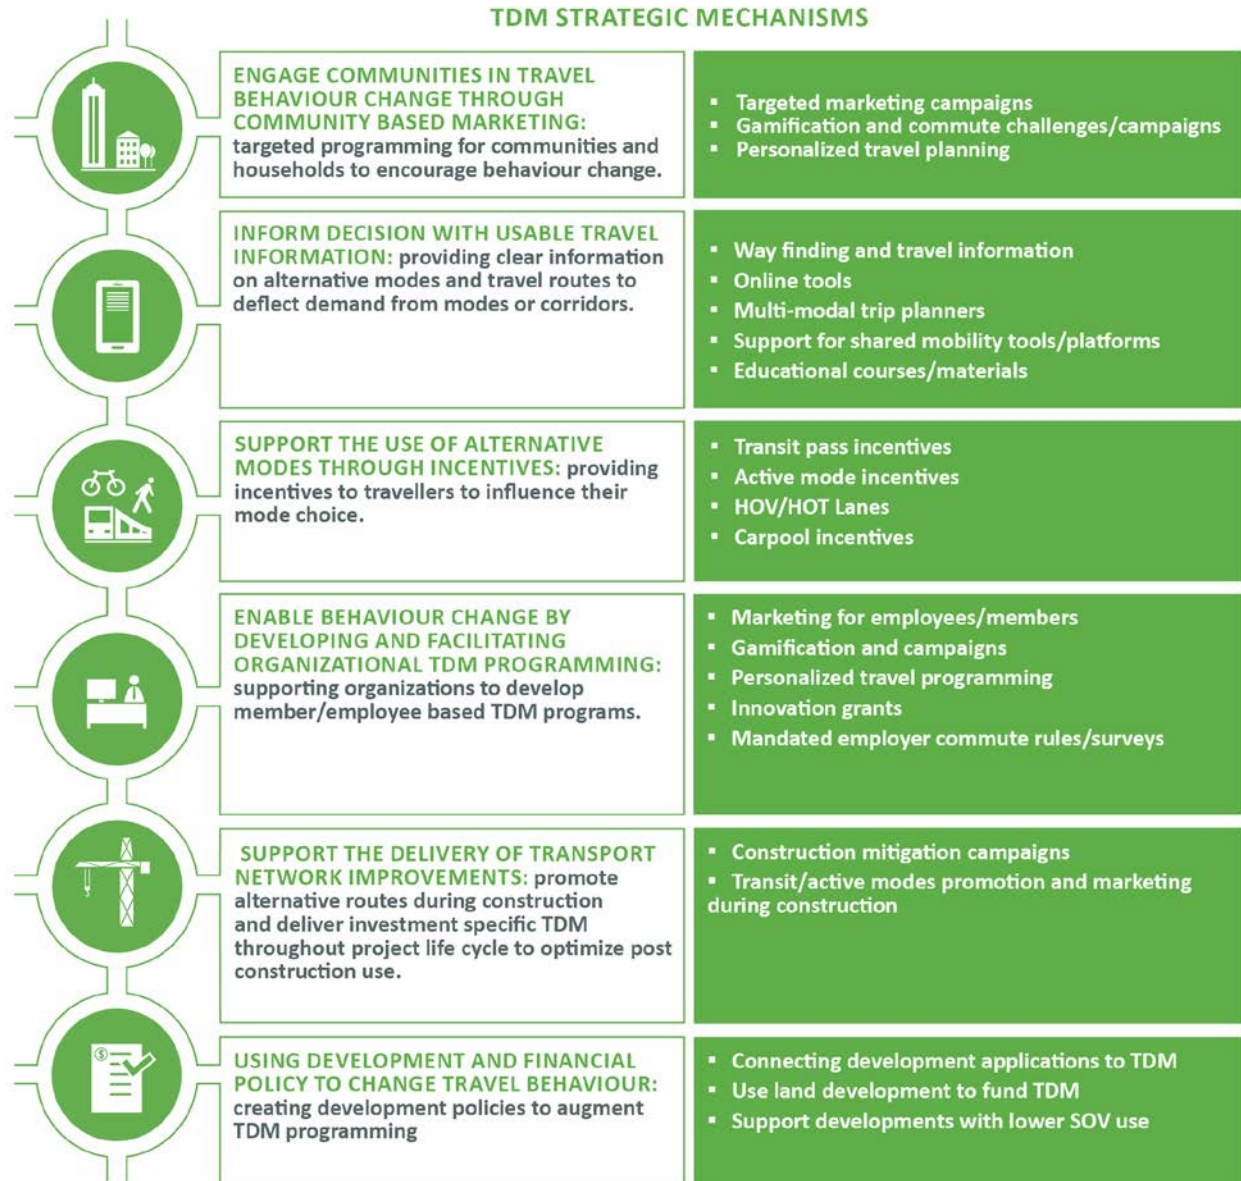 TDM STRATEGIC MECHANISMS
ENGAGE COMMUNITIES IN TRAVEL
BEHAVIOUR CHANGE THROUGH
COMMUNITY BASED MARKETING:
targeted programming for communities and
households to encourage behaviour change.
▪ Targeted marketing campaigns
▪ Gamification and commute challenges/campaigns
▪ Personalized travel planning
INFORM DECISION WITH USABLE TRAVEL
INFORMATION: providing clear information
on alternative modes and travel routes to
deflect demand from modes or corridors.
▪ Way finding and travel information
▪ Online tools
▪ Multi-modal trip planners
▪ Support for shared mobility tools/platforms
▪ Educational courses/materials
SUPPORT THE USE OF ALTERNATIVE
MODES THROUGH INCENTIVES: providing
incentives to travellers to influence their
mode choice.
▪ Transit pass incentives
▪ Active mode incentives
▪ HOV/HOT Lanes
▪ Carpool incentives
ENABLE BEHAVIOUR CHANGE BY
DEVELOPING AND FACILITATING
ORGANIZATIONAL TDM PROGRAMMING:
supporting organizations to develop
member/employee based TDM programs.
▪ Marketing for employees/members
▪ Gamification and campaigns
▪ Personalized travel programming
▪ Innovation grants
▪ Mandated employer commute rules/surveys
SUPPORT THE DELIVERY OF TRANSPORT
NETWORK IMPROVEMENTS: promote
alternative routes during construction
and deliver investment specific TDM
throughout project life cycle to optimize post
construction use.
▪ Construction mitigation campaigns
▪ Transit/active modes promotion and marketing
during construction
$
USING DEVELOPMENT AND FINANCIAL
POLICY TO CHANGE TRAVEL BEHAVIOUR:
creating development policies to augment
TDM programming
▪ Connecting development applications to TDM
▪ Use land development to fund TDM
▪ Support developments with lower SOV use